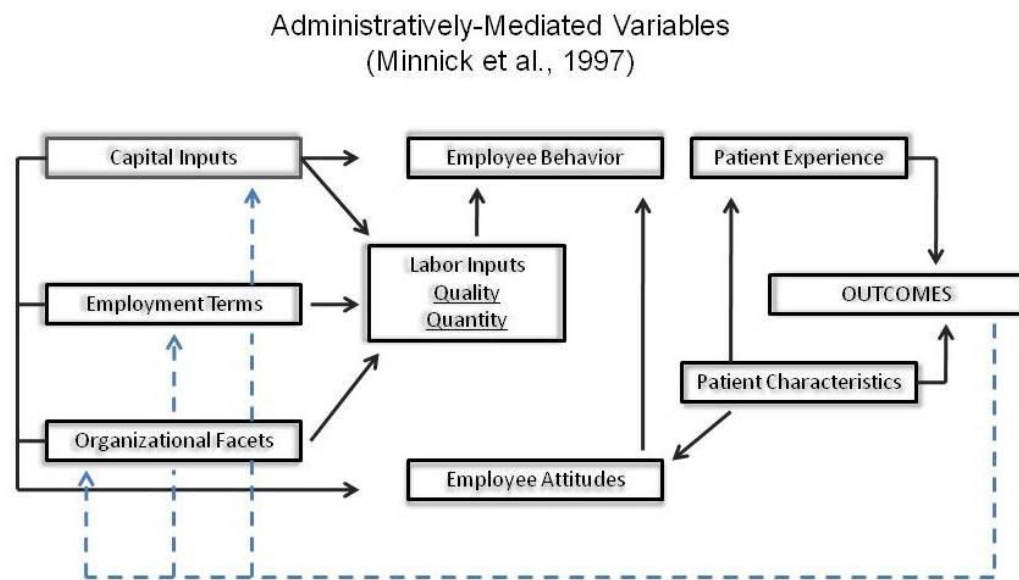 Administratively-Mediated Variables
(Minnick et al., 1997)
Capital Inputs
Employee Behavior
Patient Experience
Labor Inputs
Quality
Quantity
Employment Terms
OUTCOMES
Patient Characteristics
Organizational Facets
Employee Attitudes